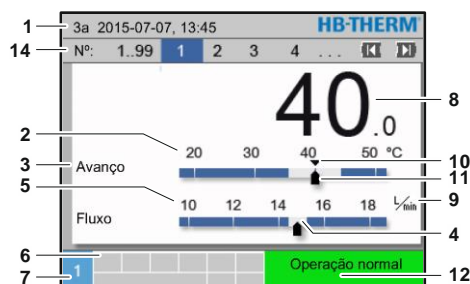 1 3a 2015-07-07, 13:45 HB-THERM
14 Nº: 1..99 1 2 3 4 ...
40.0 8
2 20 30 40 50 °C 10
3 Avanço 11
5 10 12 14 16 18 L/min 9
Fluxo 4
6 Operação normal
7 1 12